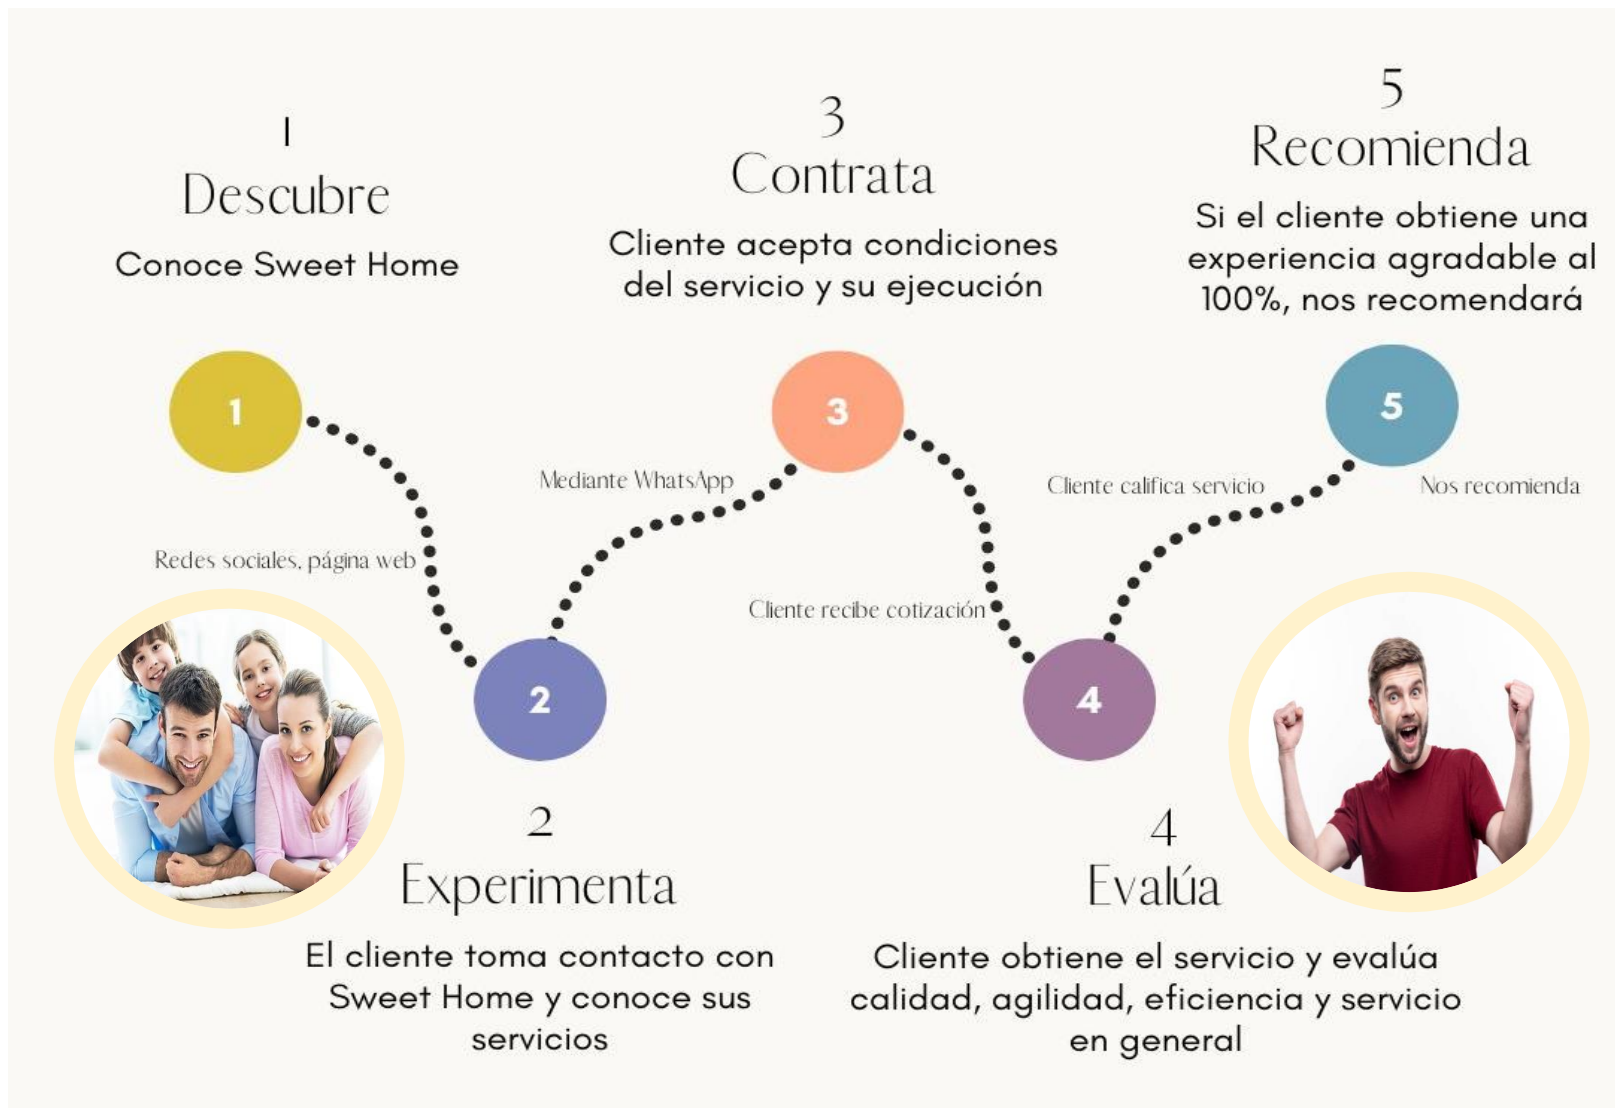 1
Descubre
Conoce Sweet Home
3
Contrata
Cliente acepta condiciones
del servicio y su ejecución
5
Recomienda
Si el cliente obtiene una
experiencia agradable al
100%, nos recomendará
1
3
5
Mediante WhatsApp
Cliente califica servicio
Nos recomienda
Redes sociales, página web
Cliente recibe cotización
2
4
2
Experimenta
El cliente toma contacto con
Sweet Home y conoce sus
servicios
4
Evalúa
Cliente obtiene el servicio y evalúa
calidad, agilidad, eficiencia y servicio
en general